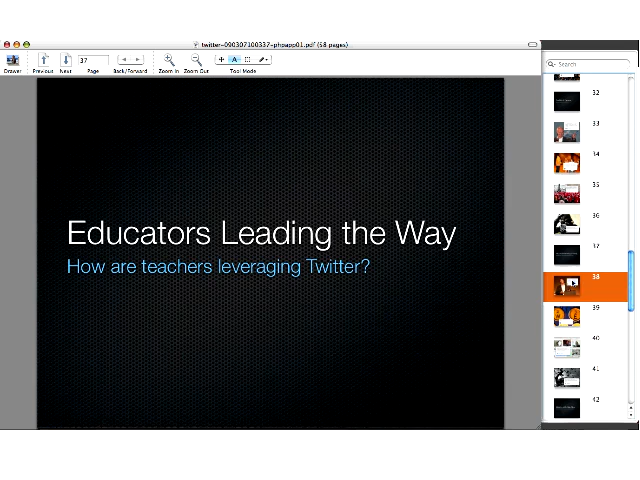 twitter-090307100337-phpapp01.pdf (58 pages)
37
Drawer
Previous
Next
Page
Back/Forward
Zoom In
Zoom Out
Tool Mode
A
Search
Educators Leading the Way
How are teachers leveraging Twitter?
32
33
34
35
36
37
38
39
40
41
42